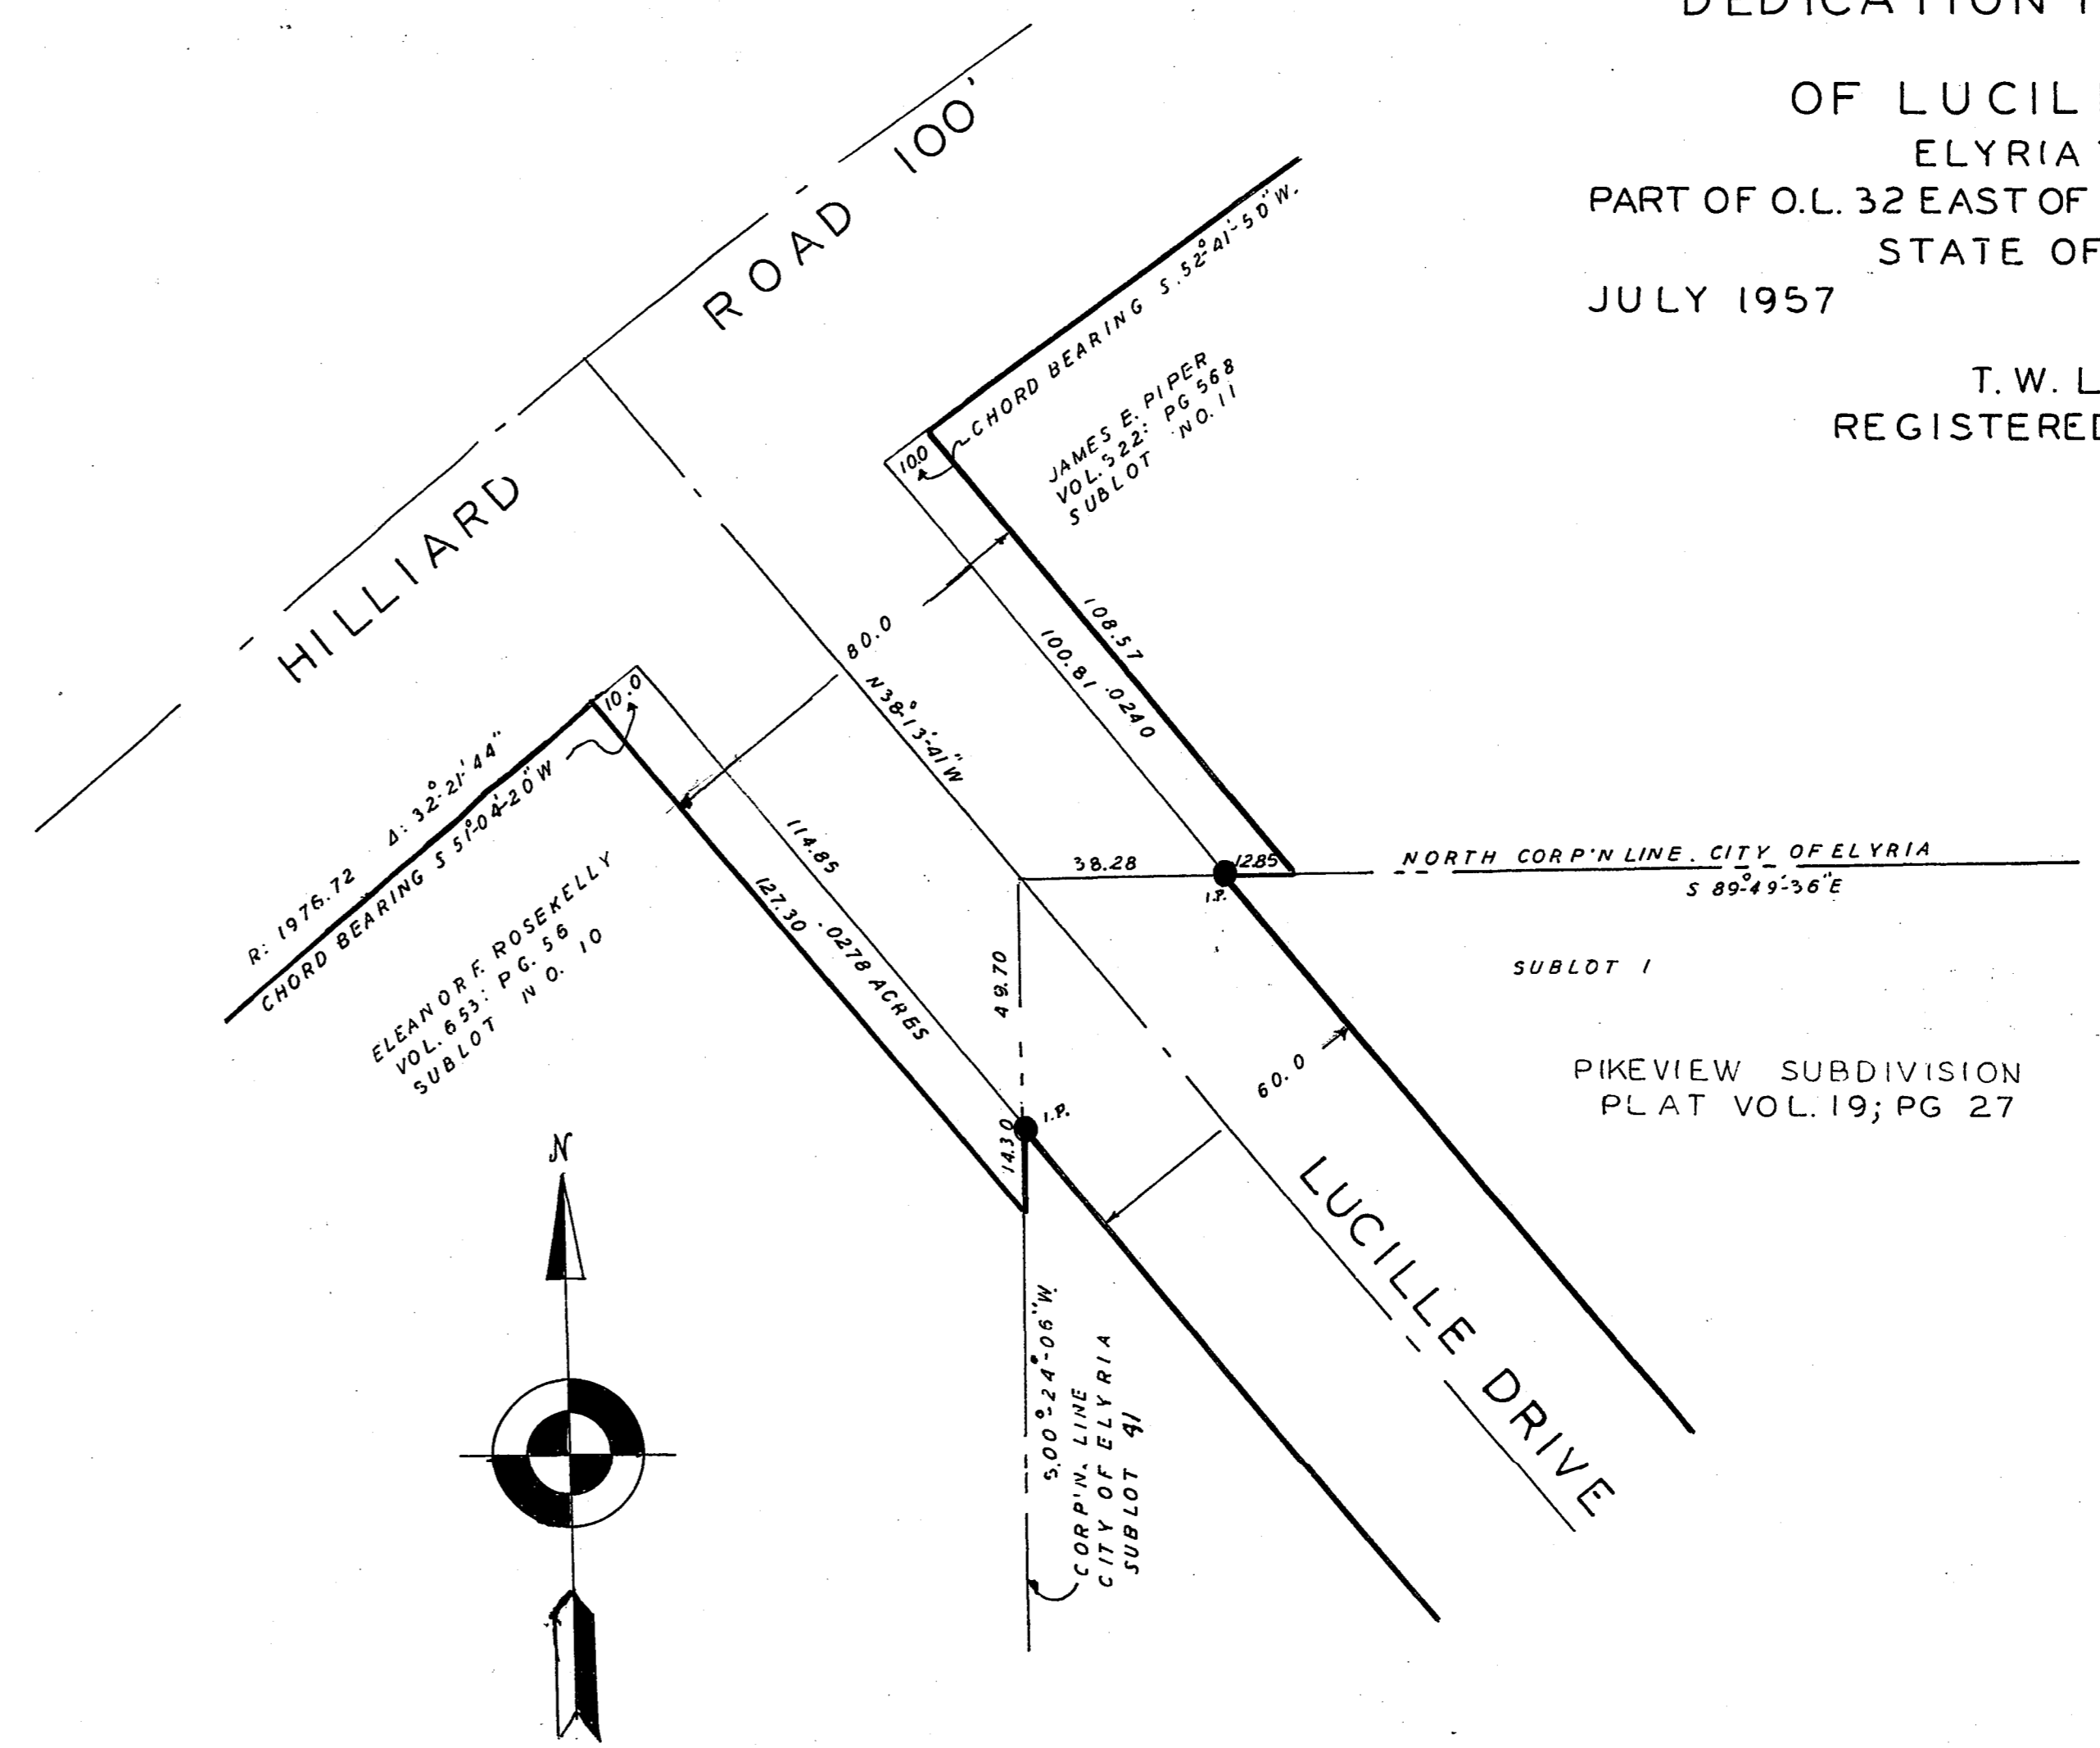 DEDICATION
OF LUCIL
ELYRIA
PART OF O.L. 32 EAST OF
STATE OF
JULY 1957
T. W. L
REGISTERED
HILLIARD ROAD 100'
CHORD BEARING S. 52°-41'-50" W.
10.0
JAMES E. PIPER
VOL. 522: PG 568
SUBLOT NO. 11
80.0
108.57
100.81 .0240
N 38°-13'-41" W
10.0
R: 1976.72 Δ: 32°-21'-44"
CHORD BEARING S 51°-04'-20" W
114.85
127.30 .0278 ACRES
ELEANOR F. ROSEKELLY
VOL. 653: PG. 56
SUBLOT NO. 10
38.28
12.85
I.P.
NORTH CORP'N LINE. CITY OF ELYRIA
S 89°-49'-36" E
SUBLOT 1
49.70
60.0
PIKEVIEW SUBDIVISION
PLAT VOL. 19; PG 27
I.P.
14.30
N
LUCILLE DRIVE
S.00°-24'-06" W.
CORP'N. LINE
CITY OF ELYRIA
SUBLOT 41